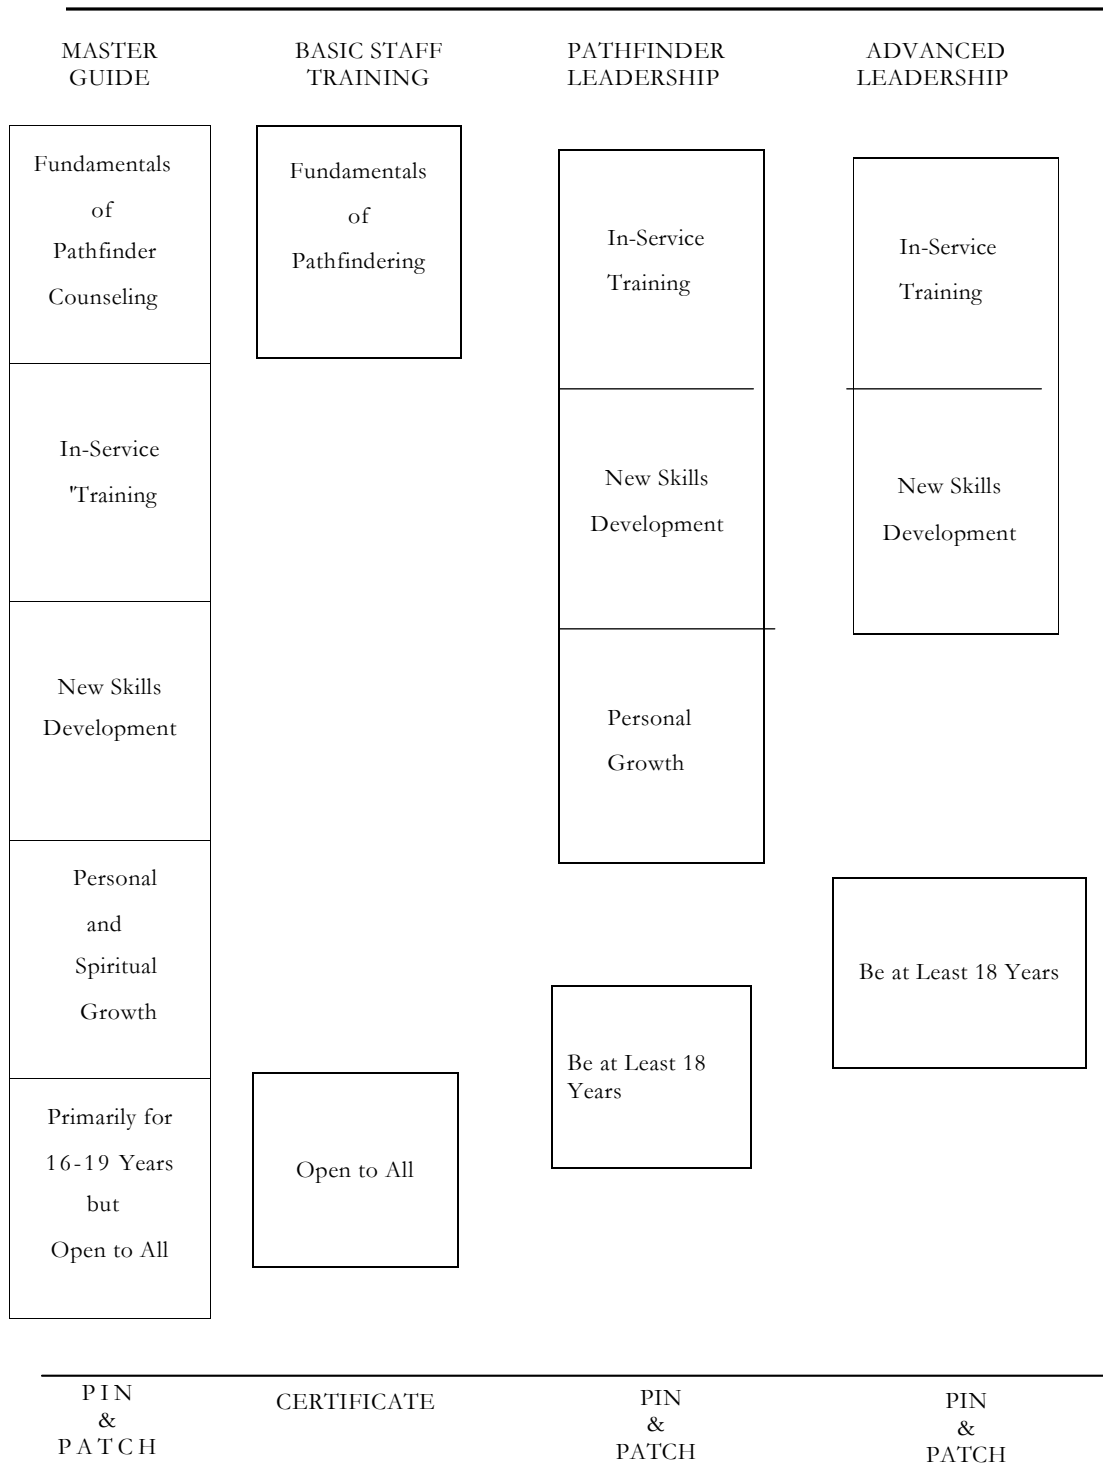 MASTER
GUIDE
BASIC STAFF
TRAINING
PATHFINDER
LEADERSHIP
ADVANCED
LEADERSHIP
Fundamentals
of
Pathfinder
Counseling
In-Service
'Training
New Skills
Development
Personal
and
Spiritual
Growth
Primarily for
16-19 Years
but
Open to All
Fundamentals
of
Pathfindering
Open to All
In-Service
Training
New Skills
Development
Personal
Growth
Be at Least 18
Years
In-Service
Training
New Skills
Development
Be at Least 18 Years
PIN
&
PATCH
CERTIFICATE
PIN
&
PATCH
PIN
&
PATCH